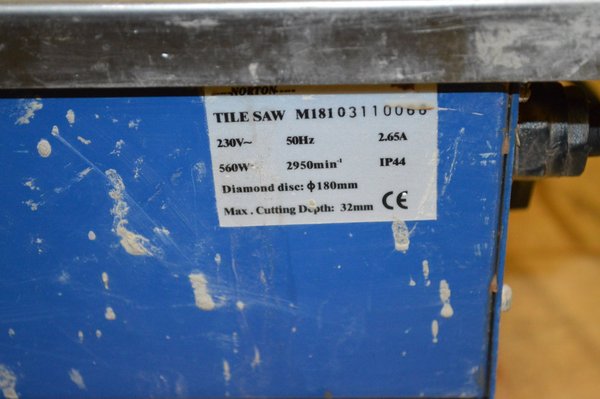 NORTON
TILE SAW M18103110066
230V~ 50Hz 2.65A
560W 2950min⁻¹ IP44
Diamond disc: ϕ180mm
Max. Cutting Depth: 32mm CE